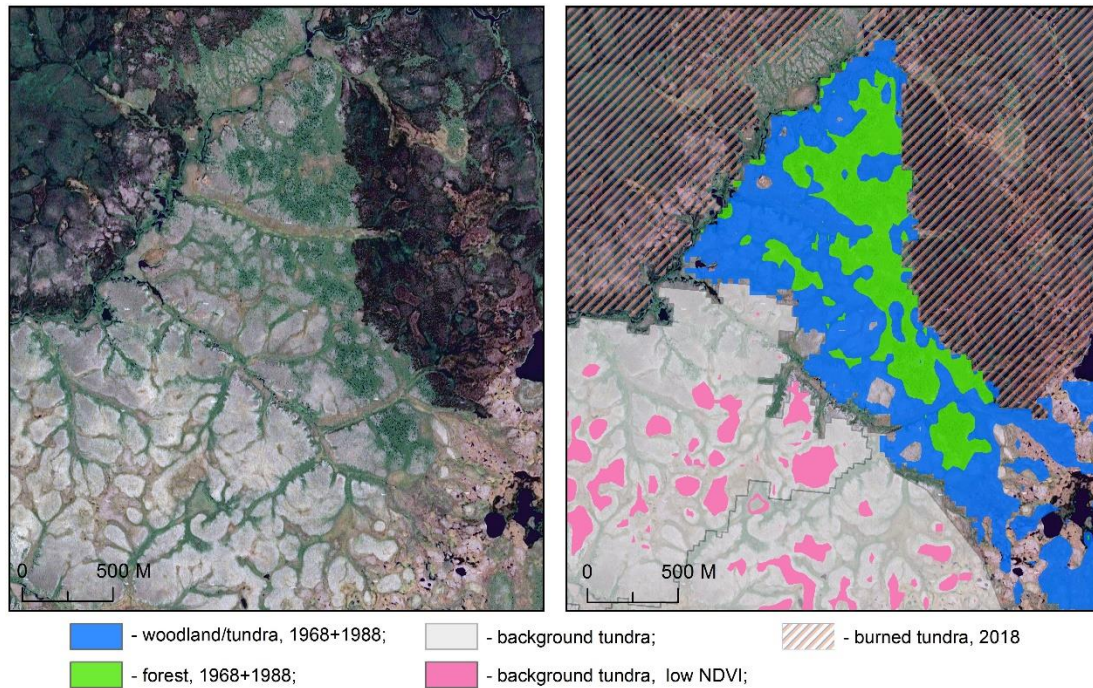 0 500 M
0 500 M
- woodland/tundra, 1968+1988;
- background tundra;
- burned tundra, 2018
- forest, 1968+1988;
- background tundra, low NDVI;